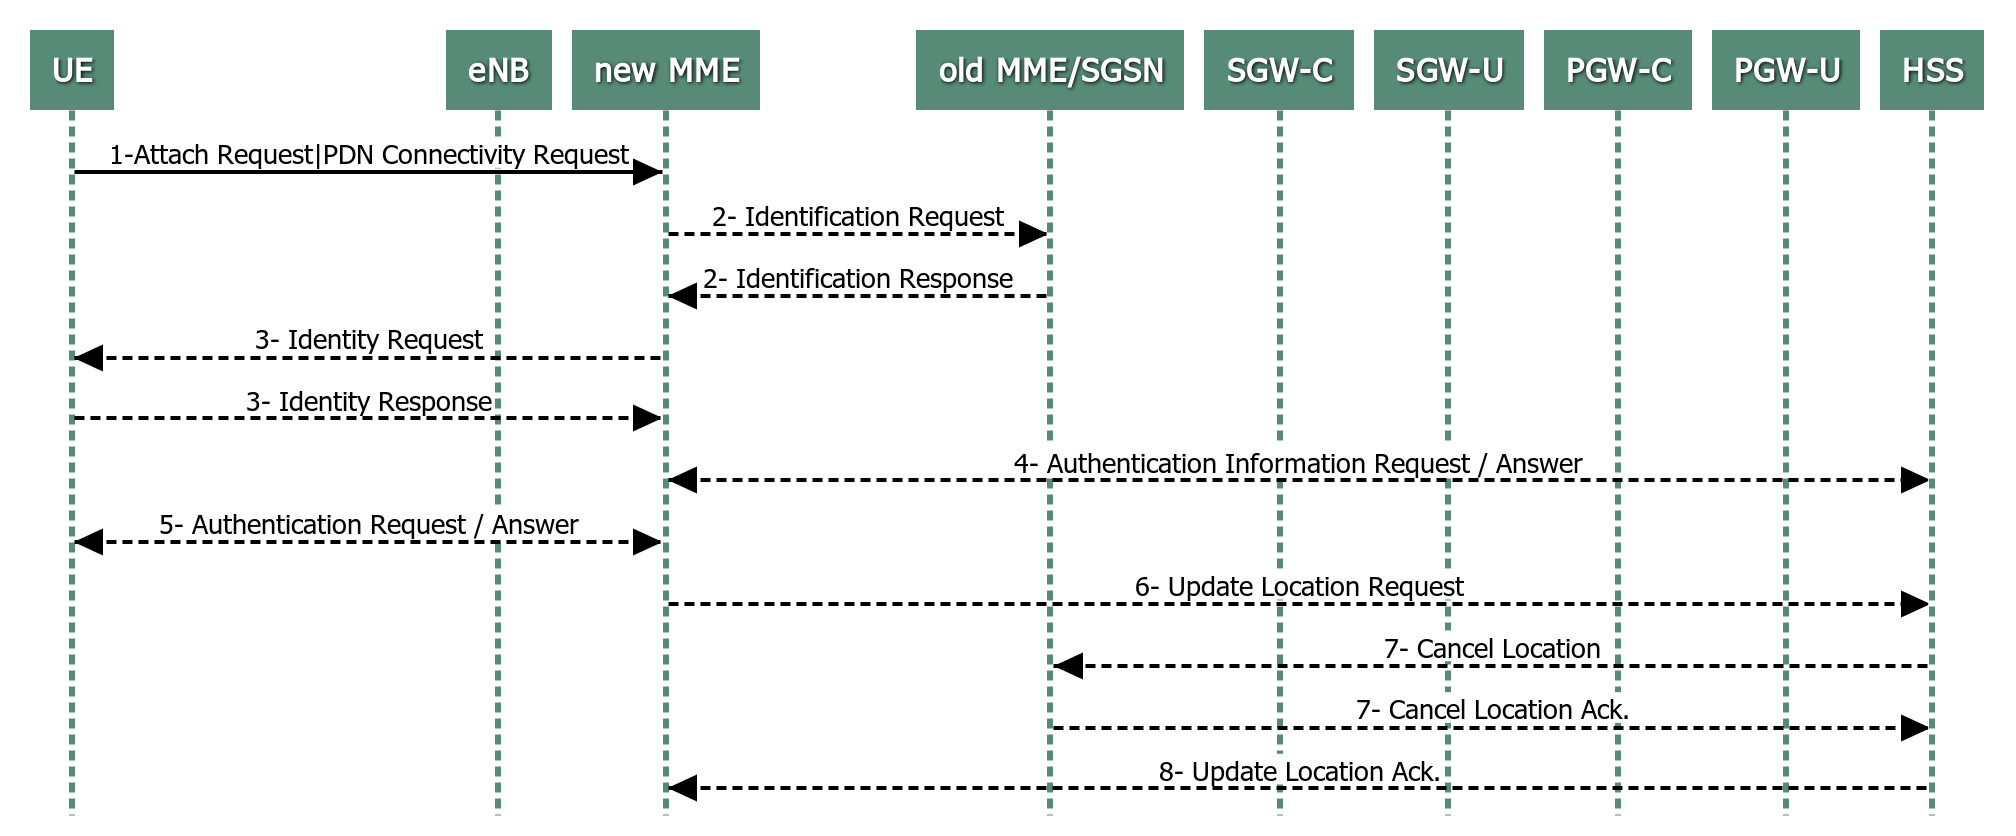 UE
eNB
new MME
old MME/SGSN
SGW-C
SGW-U
PGW-C
PGW-U
HSS
1-Attach Request|PDN Connectivity Request
2- Identification Request
2- Identification Response
3- Identity Request
3- Identity Response
4- Authentication Information Request / Answer
5- Authentication Request / Answer
6- Update Location Request
7- Cancel Location
7- Cancel Location Ack.
8- Update Location Ack.